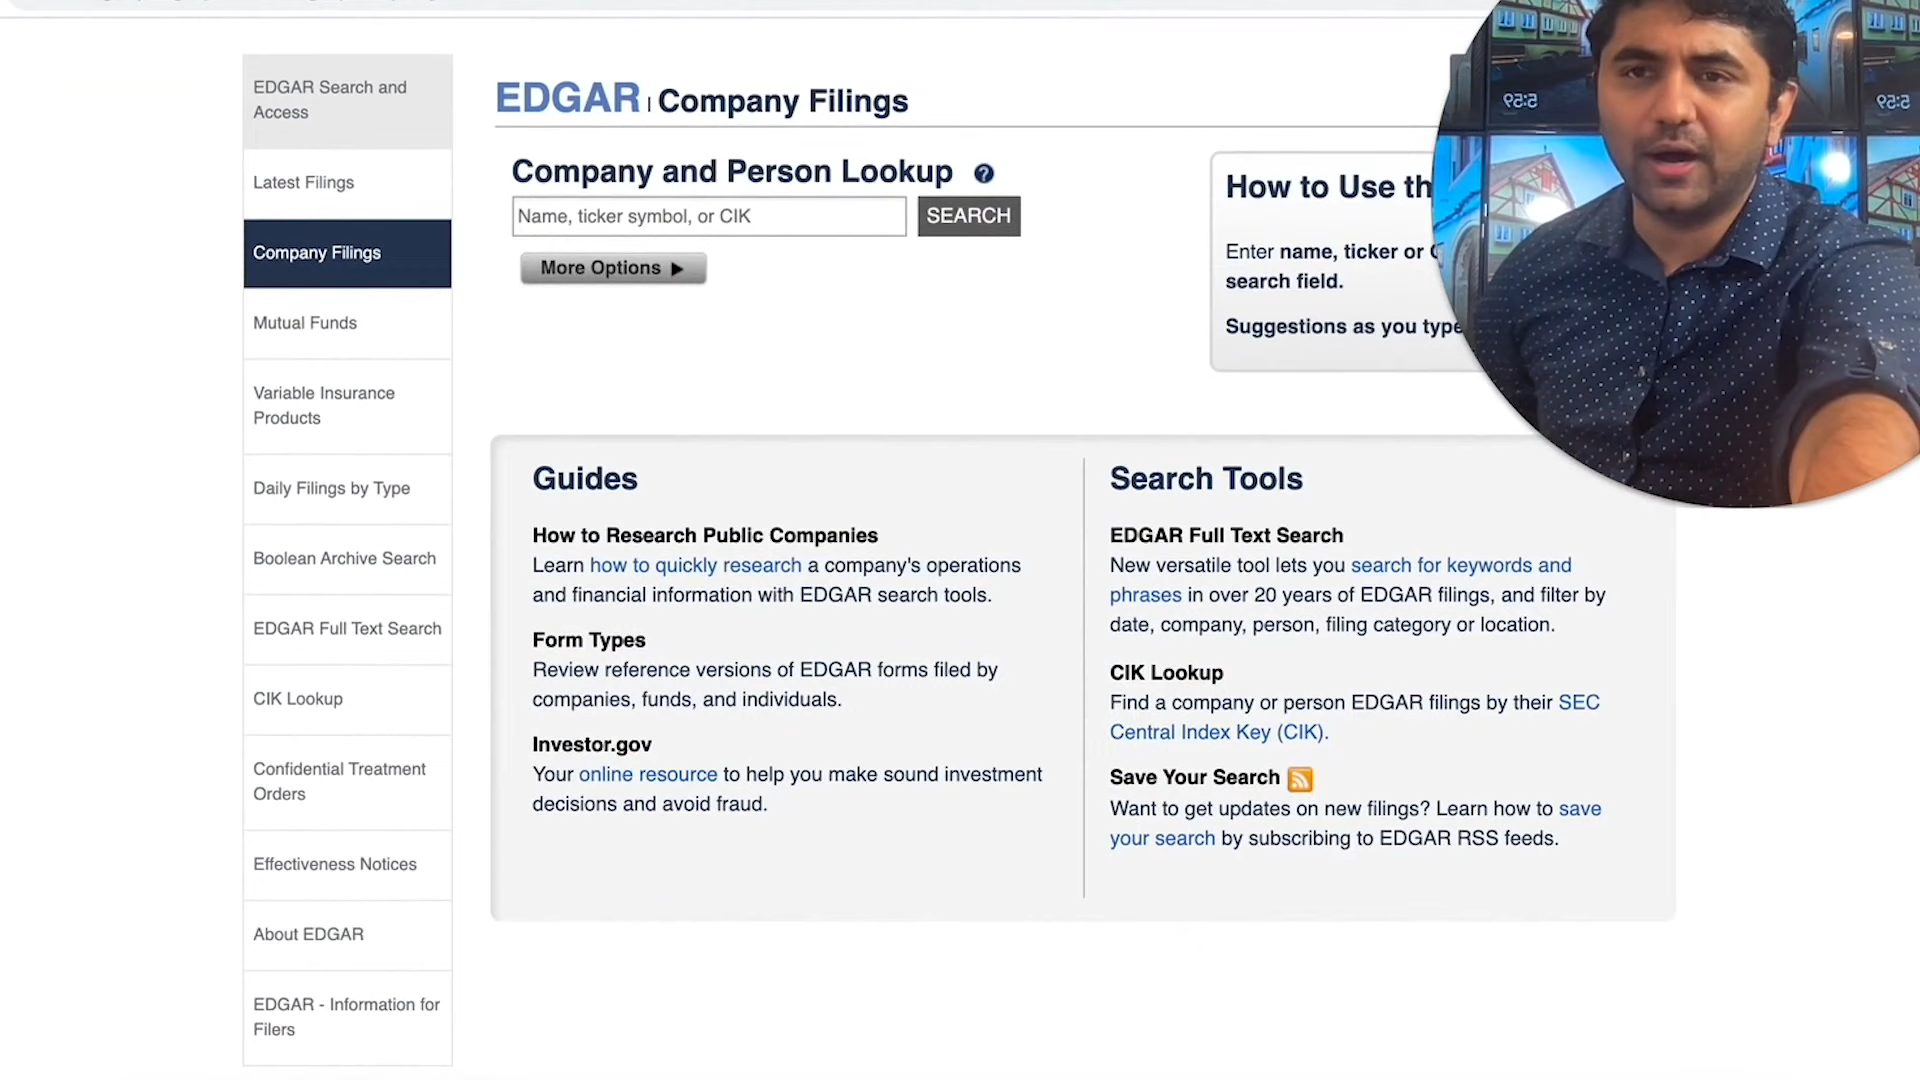 EDGAR Search and
Access
Latest Filings
Company Filings
Mutual Funds
Variable Insurance
Products
Daily Filings by Type
Boolean Archive Search
EDGAR Full Text Search
CIK Lookup
Confidential Treatment
Orders
Effectiveness Notices
About EDGAR
EDGAR - Information for
Filers
EDGAR | Company Filings
Company and Person Lookup ?
Name, ticker symbol, or CIK
SEARCH
More Options ▶
How to Use th
Enter name, ticker or
search field.
Suggestions as you type
Guides
How to Research Public Companies
Learn how to quickly research a company's operations
and financial information with EDGAR search tools.
Form Types
Review reference versions of EDGAR forms filed by
companies, funds, and individuals.
Investor.gov
Your online resource to help you make sound investment
decisions and avoid fraud.
Search Tools
EDGAR Full Text Search
New versatile tool lets you search for keywords and
phrases in over 20 years of EDGAR filings, and filter by
date, company, person, filing category or location.
CIK Lookup
Find a company or person EDGAR filings by their SEC
Central Index Key (CIK).
Save Your Search
Want to get updates on new filings? Learn how to save
your search by subscribing to EDGAR RSS feeds.